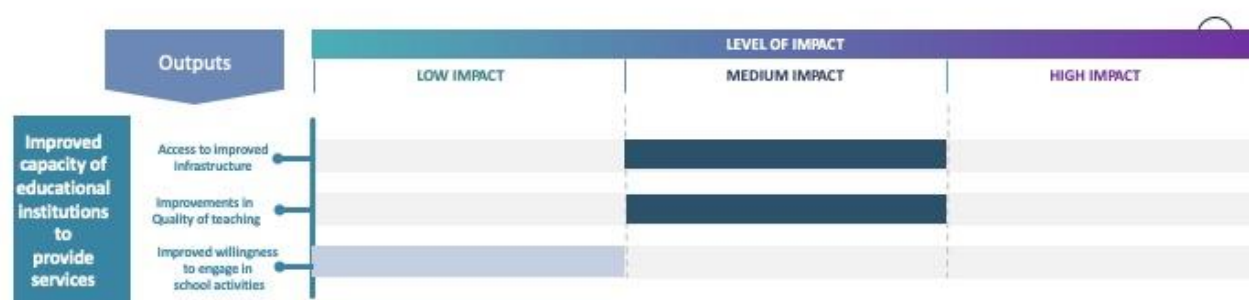 Outputs
LEVEL OF IMPACT
LOW IMPACT
MEDIUM IMPACT
HIGH IMPACT
Improved
capacity of
educational
institutions
to
provide
services
Access to improved
Infrastructure
Improvements in
Quality of teaching
Improved willingness
to engage in
school activities